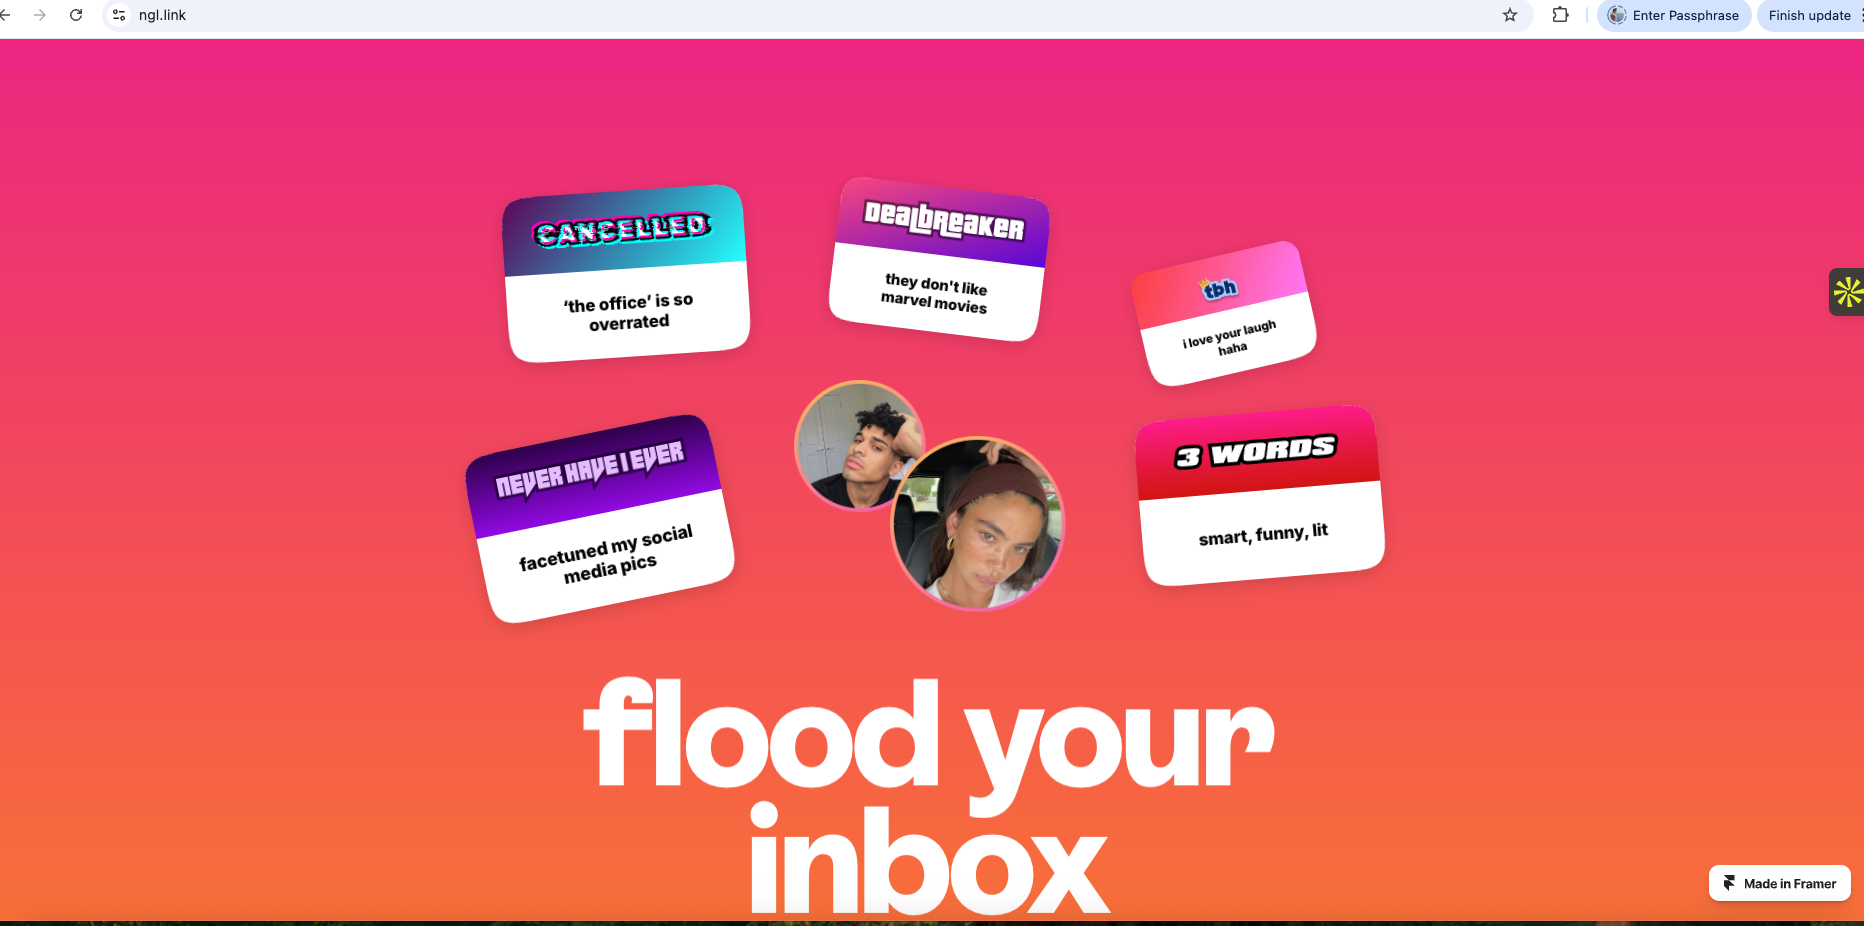 ngl.link
Enter Passphrase
Finish update
CANCELLED
‘the office’ is so
overrated
DEALBREAKER
they don't like
marvel movies
tbh
i love your laugh
haha
NEVER HAVE I EVER
facetuned my social
media pics
3 WORDS
smart, funny, lit
flood your
inbox
Made in Framer